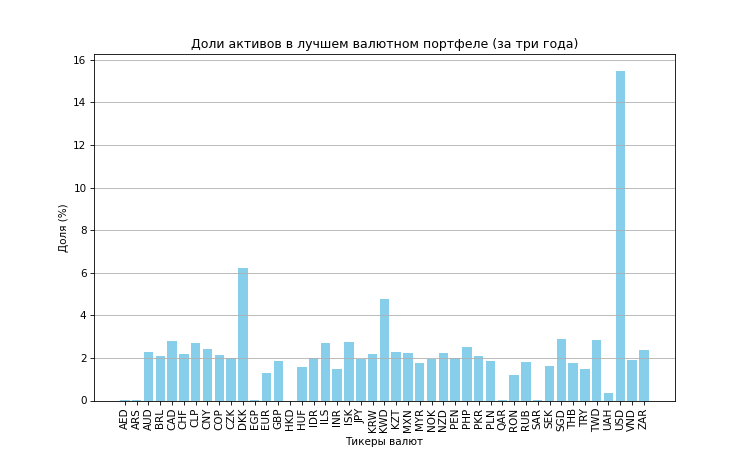 Доли активов в лучшем валютном портфеле (за три года)
Доля (%)
16
14
12
10
8
6
4
2
0
AED ARS AUD BRL CAD CHF CLP CNY COP CZK DKK EGP EUR GBP HKD HUF IDR ILS INR ISK JPY KRW KWD KZT MXN MYR NOK NZD PEN PHP PKR PLN QAR RON RUB SAR SEK SGD THB TRY TWD UAH USD VND ZAR
Тикеры валют